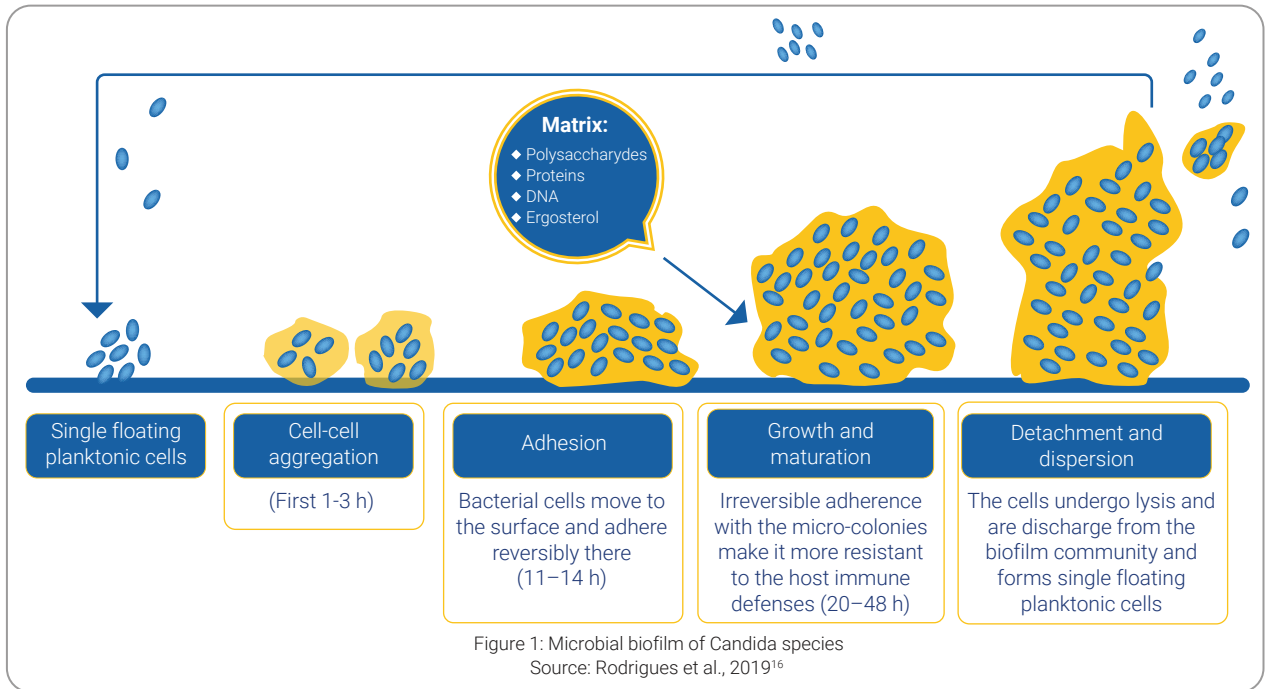 Matrix:
◆ Polysaccharydes
◆ Proteins
◆ DNA
◆ Ergosterol
Single floating
planktonic cells
Cell-cell
aggregation
(First 1-3 h)
Adhesion
Bacterial cells move to
the surface and adhere
reversibly there
(11–14 h)
Growth and
maturation
Irreversible adherence
with the micro-colonies
make it more resistant
to the host immune
defenses (20–48 h)
Detachment and
dispersion
The cells undergo lysis and
are discharge from the
biofilm community and
forms single floating
planktonic cells
Figure 1: Microbial biofilm of Candida species
Source: Rodrigues et al., 2019¹⁶